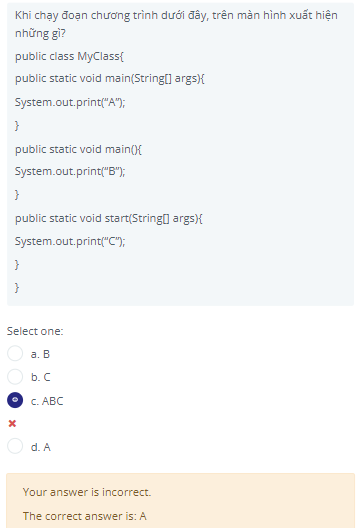 Khi chạy đoạn chương trình dưới đây, trên màn hình xuất hiện
những gì?
public class MyClass{
public static void main(String[] args){
System.out.print("A");
}
public static void main(){
System.out.print("B");
}
public static void start(String[] args){
System.out.print("C");
}
}
Select one:
a. B
b. C
c. ABC
d. A
Your answer is incorrect.
The correct answer is: A